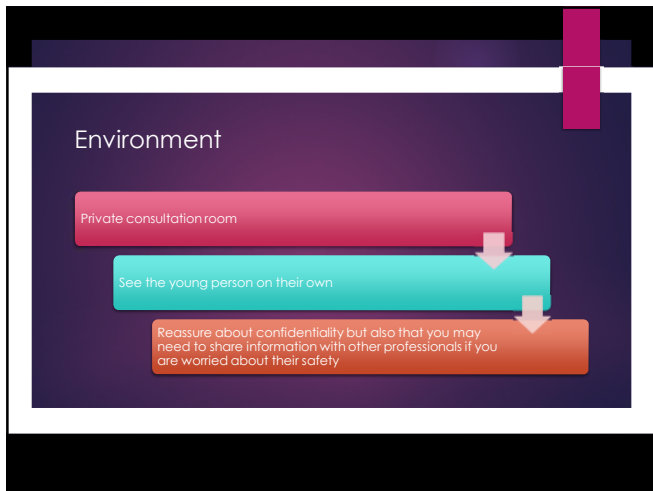 Environment
Private consultation room
See the young person on their own
Reassure about confidentiality but also that you may
need to share information with other professionals if you
are worried about their safety